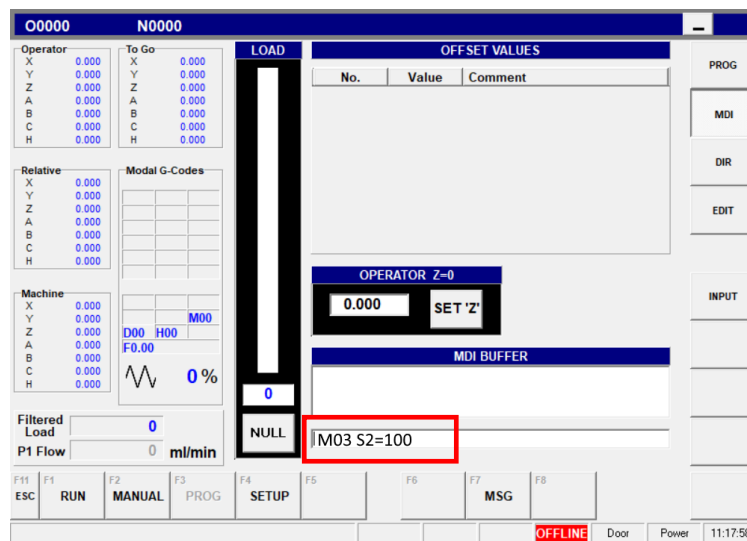 O0000 N0000
Operator
X 0.000
Y 0.000
Z 0.000
A 0.000
B 0.000
C 0.000
H 0.000
To Go
X 0.000
Y 0.000
Z 0.000
A 0.000
B 0.000
C 0.000
H 0.000
Relative
X 0.000
Y 0.000
Z 0.000
A 0.000
B 0.000
C 0.000
H 0.000
Modal G-Codes
M00
D00 H00
F0.00
0 %
Machine
X 0.000
Y 0.000
Z 0.000
A 0.000
B 0.000
C 0.000
H 0.000
Filtered
Load 0
P1 Flow 0 ml/min
LOAD
0
NULL
OFFSET VALUES
No. Value Comment
OPERATOR Z=0
0.000 SET 'Z'
MDI BUFFER
M03 S2=100
PROG
MDI
DIR
EDIT
INPUT
F11 F1 F2 F3 F4 F5 F6 F7 F8
ESC RUN MANUAL PROG SETUP MSG
OFFLINE Door Power 11:17:59